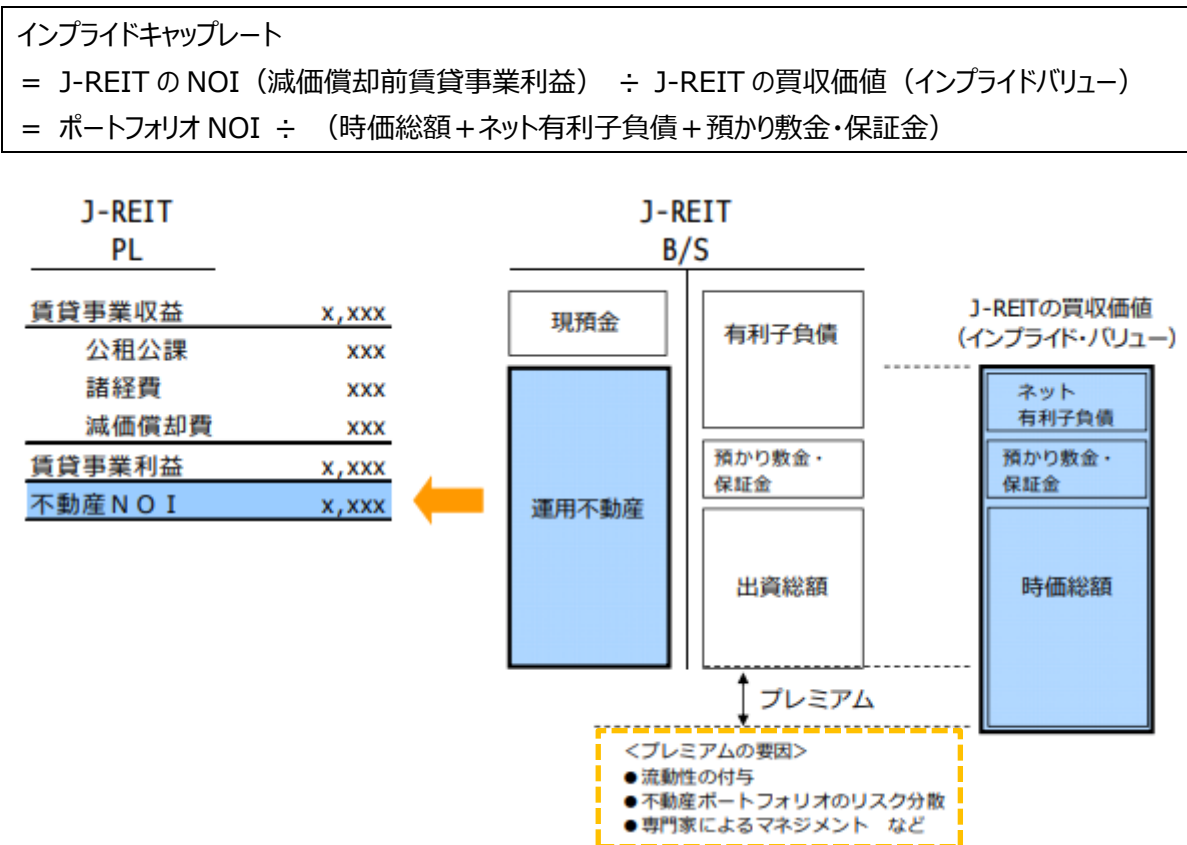 インプライドキャップレート
= J-REIT の NOI（減価償却前賃貸事業利益） ÷ J-REIT の買収価値（インプライドバリュー）
= ポートフォリオ NOI ÷ （時価総額＋ネット有利子負債＋預かり敷金・保証金）
J-REIT
PL
賃貸事業収益 x,xxx
公租公課 xxx
諸経費 xxx
減価償却費 xxx
賃貸事業利益 x,xxx
不動産ＮＯＩ x,xxx
J-REIT
B/S
現預金
運用不動産
有利子負債
預かり敷金・
保証金
出資総額
J-REITの買収価値
（インプライド・バリュー）
ネット
有利子負債
預かり敷金・
保証金
時価総額
プレミアム
＜プレミアムの要因＞
●流動性の付与
●不動産ポートフォリオのリスク分散
●専門家によるマネジメント など